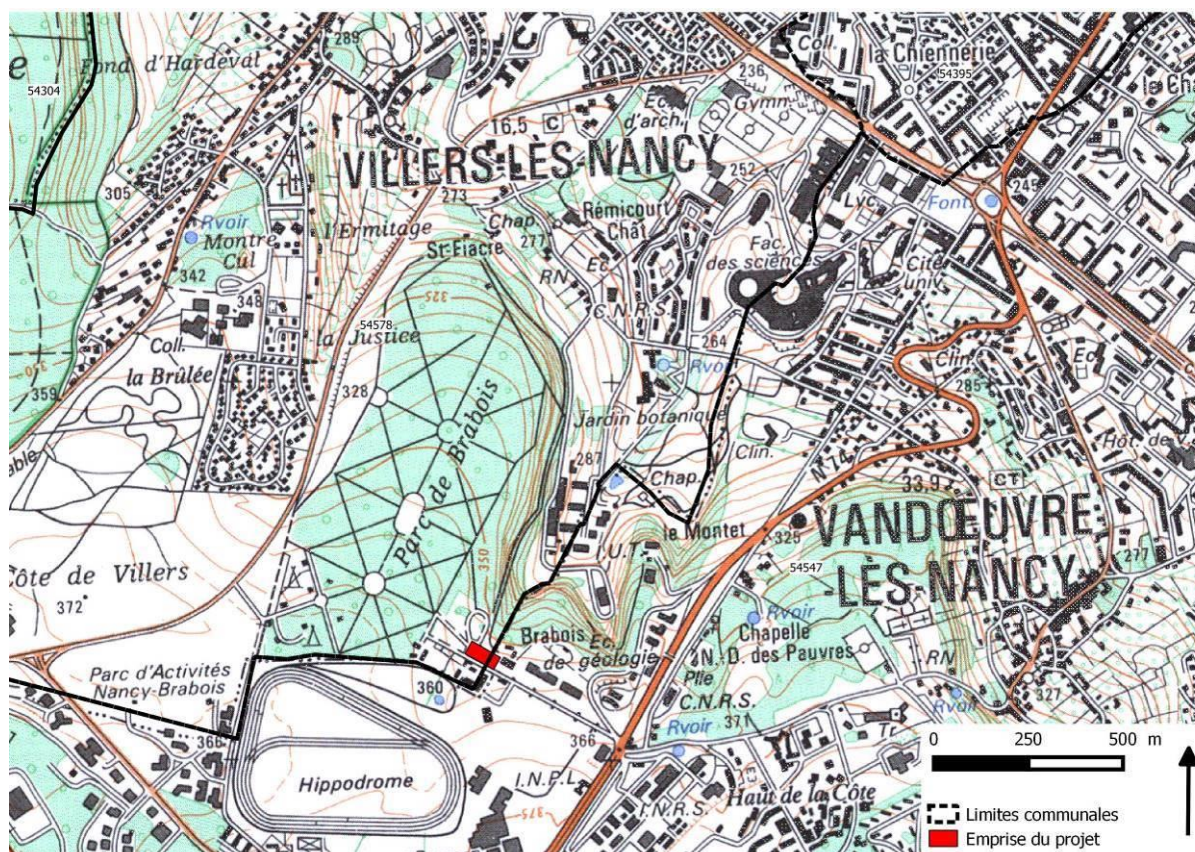 Fond d'Hardeval
54304
289
Coll.
la Chiennerie
54395
236
Gymn.
Ec.
d'arch.
16,5 C
VILLERS-LÈS-NANCY
305
252
245
Rvoir
Montre
Cul
342
348
l'Ermitage
273
Chap.
277
St-Fiacre
Rémicourt
Chât
Lyc.
Font.
Fac.
des sciences
Cité
univ.
RN
Ec.
C.N.R.S.
325
54578
la Justice
Coll.
la Brûlée
359
328
264
Rvoir
Clin.
285
Ec.
Jardin botanique
Parc de Brabois
287
Chap.
Clin.
N 74
33,9
CT
Hôt. de V.
le Montet
325
54547
VANDŒUVRE
LÈS-NANCY
277
I.U.T.
350
Côte de Villers
372
Rvoir
Chapelle
N.-D. des Pauvres
Brabois
Ec.
de géologie
Plle
RN
327
Parc d'Activités
Nancy-Brabois
360
366
C.N.R.S.
371
Rvoir
Rvoir
366
Hippodrome
I.N.P.L.
375
I.N.R.S.
Haut de la Côte
Tr.
0 250 500 m
Limites communales
Emprise du projet